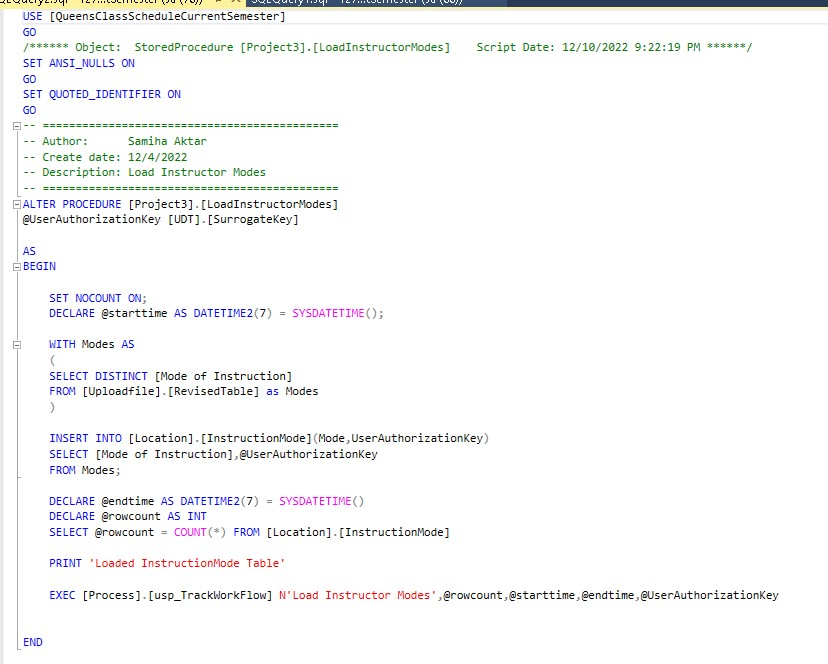 USE [QueensClassScheduleCurrentSemester]
GO
/****** Object:  StoredProcedure [Project3].[LoadInstructorModes]    Script Date: 12/10/2022 9:22:19 PM ******/
SET ANSI_NULLS ON
GO
SET QUOTED_IDENTIFIER ON
GO
-- =============================================
-- Author:      Samiha Aktar
-- Create date: 12/4/2022
-- Description: Load Instructor Modes
-- =============================================
ALTER PROCEDURE [Project3].[LoadInstructorModes]
@UserAuthorizationKey [UDT].[SurrogateKey]
AS
BEGIN
SET NOCOUNT ON;
DECLARE @starttime AS DATETIME2(7) = SYSDATETIME();
WITH Modes AS
(
SELECT DISTINCT [Mode of Instruction]
FROM [Uploadfile].[RevisedTable] as Modes
)
INSERT INTO [Location].[InstructionMode](Mode,UserAuthorizationKey)
SELECT [Mode of Instruction],@UserAuthorizationKey
FROM Modes;
DECLARE @endtime AS DATETIME2(7) = SYSDATETIME()
DECLARE @rowcount AS INT
SELECT @rowcount = COUNT(*) FROM [Location].[InstructionMode]
PRINT 'Loaded InstructionMode Table'
EXEC [Process].[usp_TrackWorkFlow] N'Load Instructor Modes',@rowcount,@starttime,@endtime,@UserAuthorizationKey
END